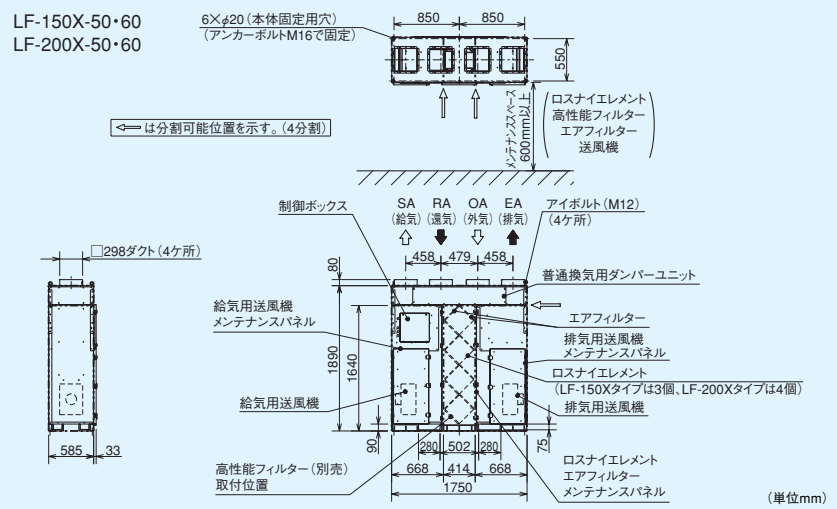 LF-150X-50・60
LF-200X-50・60
6×φ20（本体固定用穴）
（アンカーボルトM16で固定）
850
850
550
⇦ は分割可能位置を示す。（4分割）
メンテナンススペース
600mm以上
ロスナイエレメント
高性能フィルター
エアフィルター
送風機
制御ボックス
SA
RA
OA
EA
（給気）
（還気）
（外気）
（排気）
アイボルト（M12）
（4ケ所）
458
479
458
□298ダクト（4ケ所）
80
普通換気用ダンパーユニット
給気用送風機
メンテナンスパネル
エアフィルター
排気用送風機
メンテナンスパネル
1890
1640
ロスナイエレメント
（LF-150Xタイプは3個、LF-200Xタイプは4個）
給気用送風機
排気用送風機
585
33
90
280
502
280
75
高性能フィルター（別売）
取付位置
668
414
668
1750
ロスナイエレメント
エアフィルター
メンテナンスパネル
（単位mm）